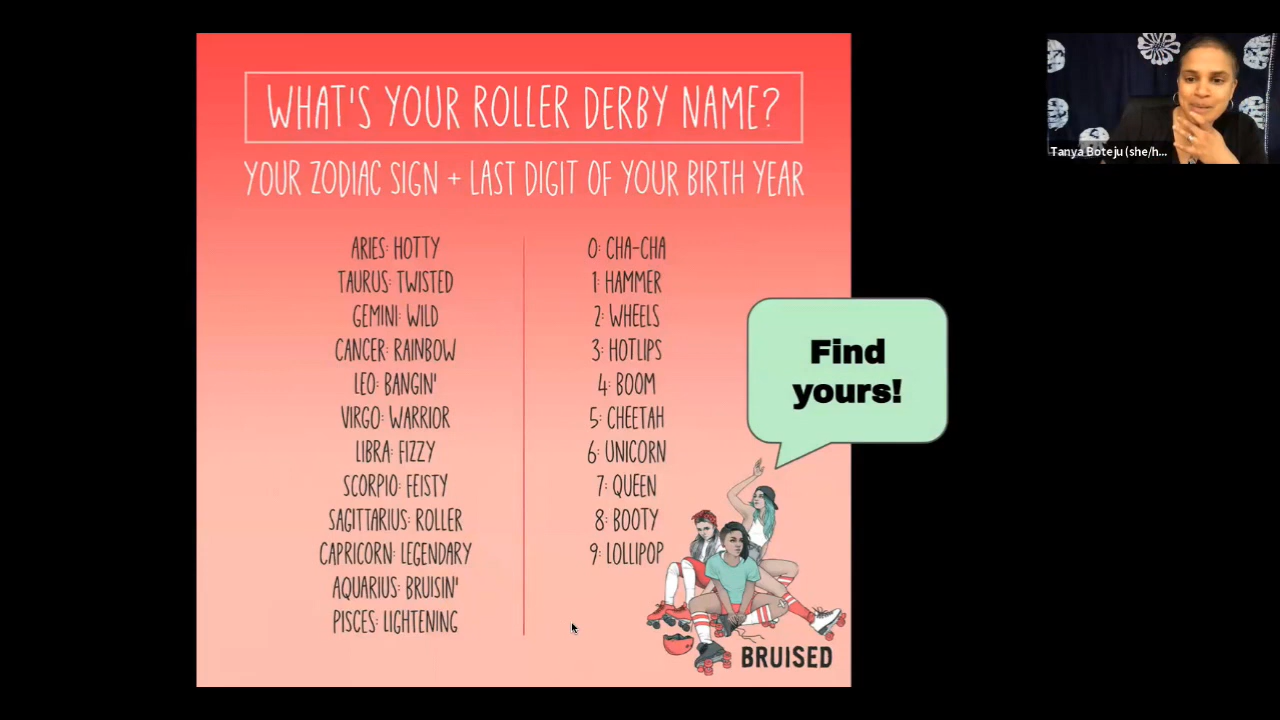 WHAT'S YOUR ROLLER DERBY NAME?
YOUR ZODIAC SIGN + LAST DIGIT OF YOUR BIRTH YEAR
ARIES: HOTTY
TAURUS: TWISTED
GEMINI: WILD
CANCER: RAINBOW
LEO: BANGIN'
VIRGO: WARRIOR
LIBRA: FIZZY
SCORPIO: FEISTY
SAGITTARIUS: ROLLER
CAPRICORN: LEGENDARY
AQUARIUS: BRUISIN'
PISCES: LIGHTENING
0: CHA-CHA
1: HAMMER
2: WHEELS
3: HOTLIPS
4: BOOM
5: CHEETAH
6: UNICORN
7: QUEEN
8: BOOTY
9: LOLLIPOP
Find
yours!
BRUISED
Tanya Boteju (she/h...